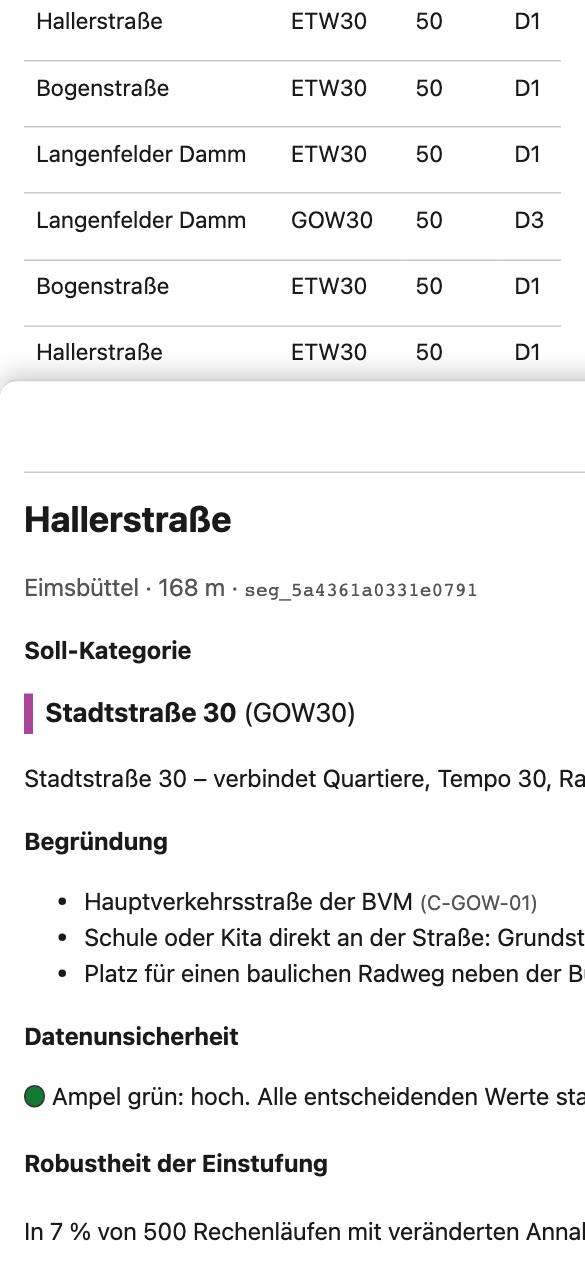 Hallerstraße ETW30 50 D1
Bogenstraße ETW30 50 D1
Langenfelder Damm ETW30 50 D1
Langenfelder Damm GOW30 50 D3
Bogenstraße ETW30 50 D1
Hallerstraße ETW30 50 D1
Hallerstraße
Eimsbüttel · 168 m · seg_5a4361a0331e0791
Soll-Kategorie
Stadtstraße 30 (GOW30)
Stadtstraße 30 – verbindet Quartiere, Tempo 30, Ra
Begründung
• Hauptverkehrsstraße der BVM (C-GOW-01)
• Schule oder Kita direkt an der Straße: Grundst
• Platz für einen baulichen Radweg neben der B
Datenunsicherheit
Ampel grün: hoch. Alle entscheidenden Werte sta
Robustheit der Einstufung
In 7 % von 500 Rechenläufen mit veränderten Anna